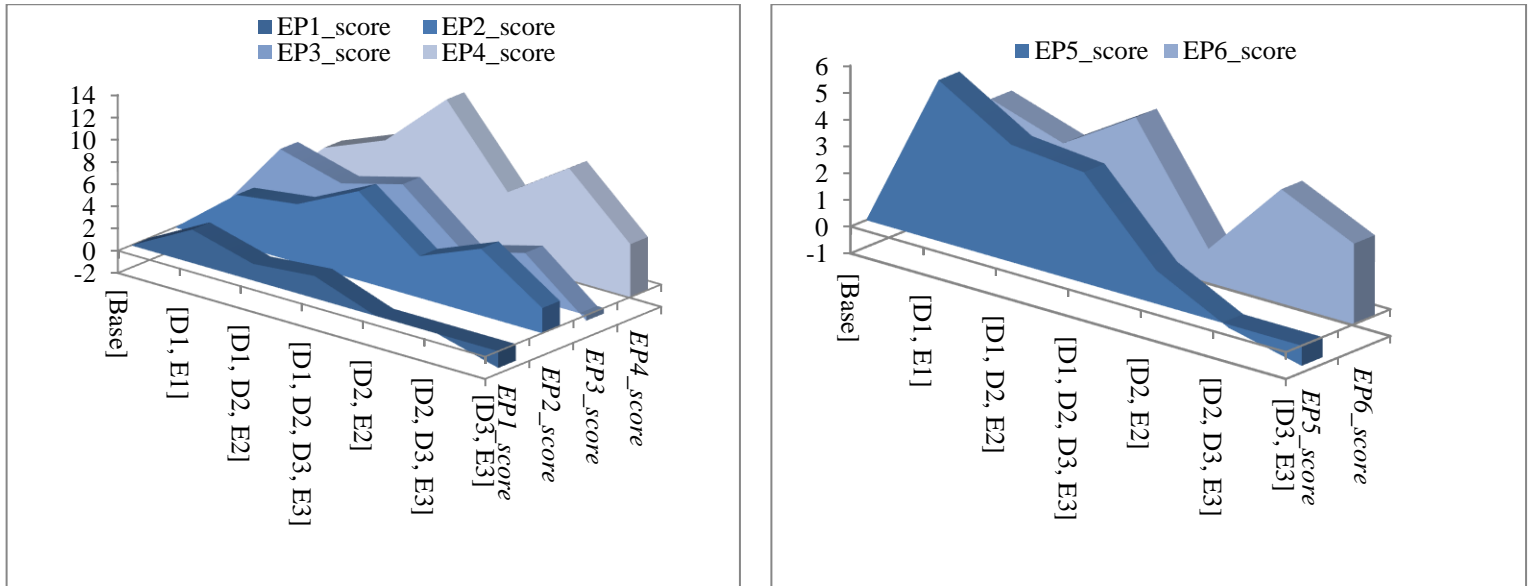 EP1_score EP2_score
EP3_score EP4_score
14
12
10
8
6
4
2
0
-2
[Base]
[D1, E1]
[D1, D2, E2]
[D1, D2, D3, E3]
[D2, E2]
[D2, D3, E3]
[D3, E3]
EP1_score
EP2_score
EP3_score
EP4_score
EP5_score EP6_score
6
5
4
3
2
1
0
-1
[Base]
[D1, E1]
[D1, D2, E2]
[D1, D2, D3, E3]
[D2, E2]
[D2, D3, E3]
[D3, E3]
EP5_score
EP6_score